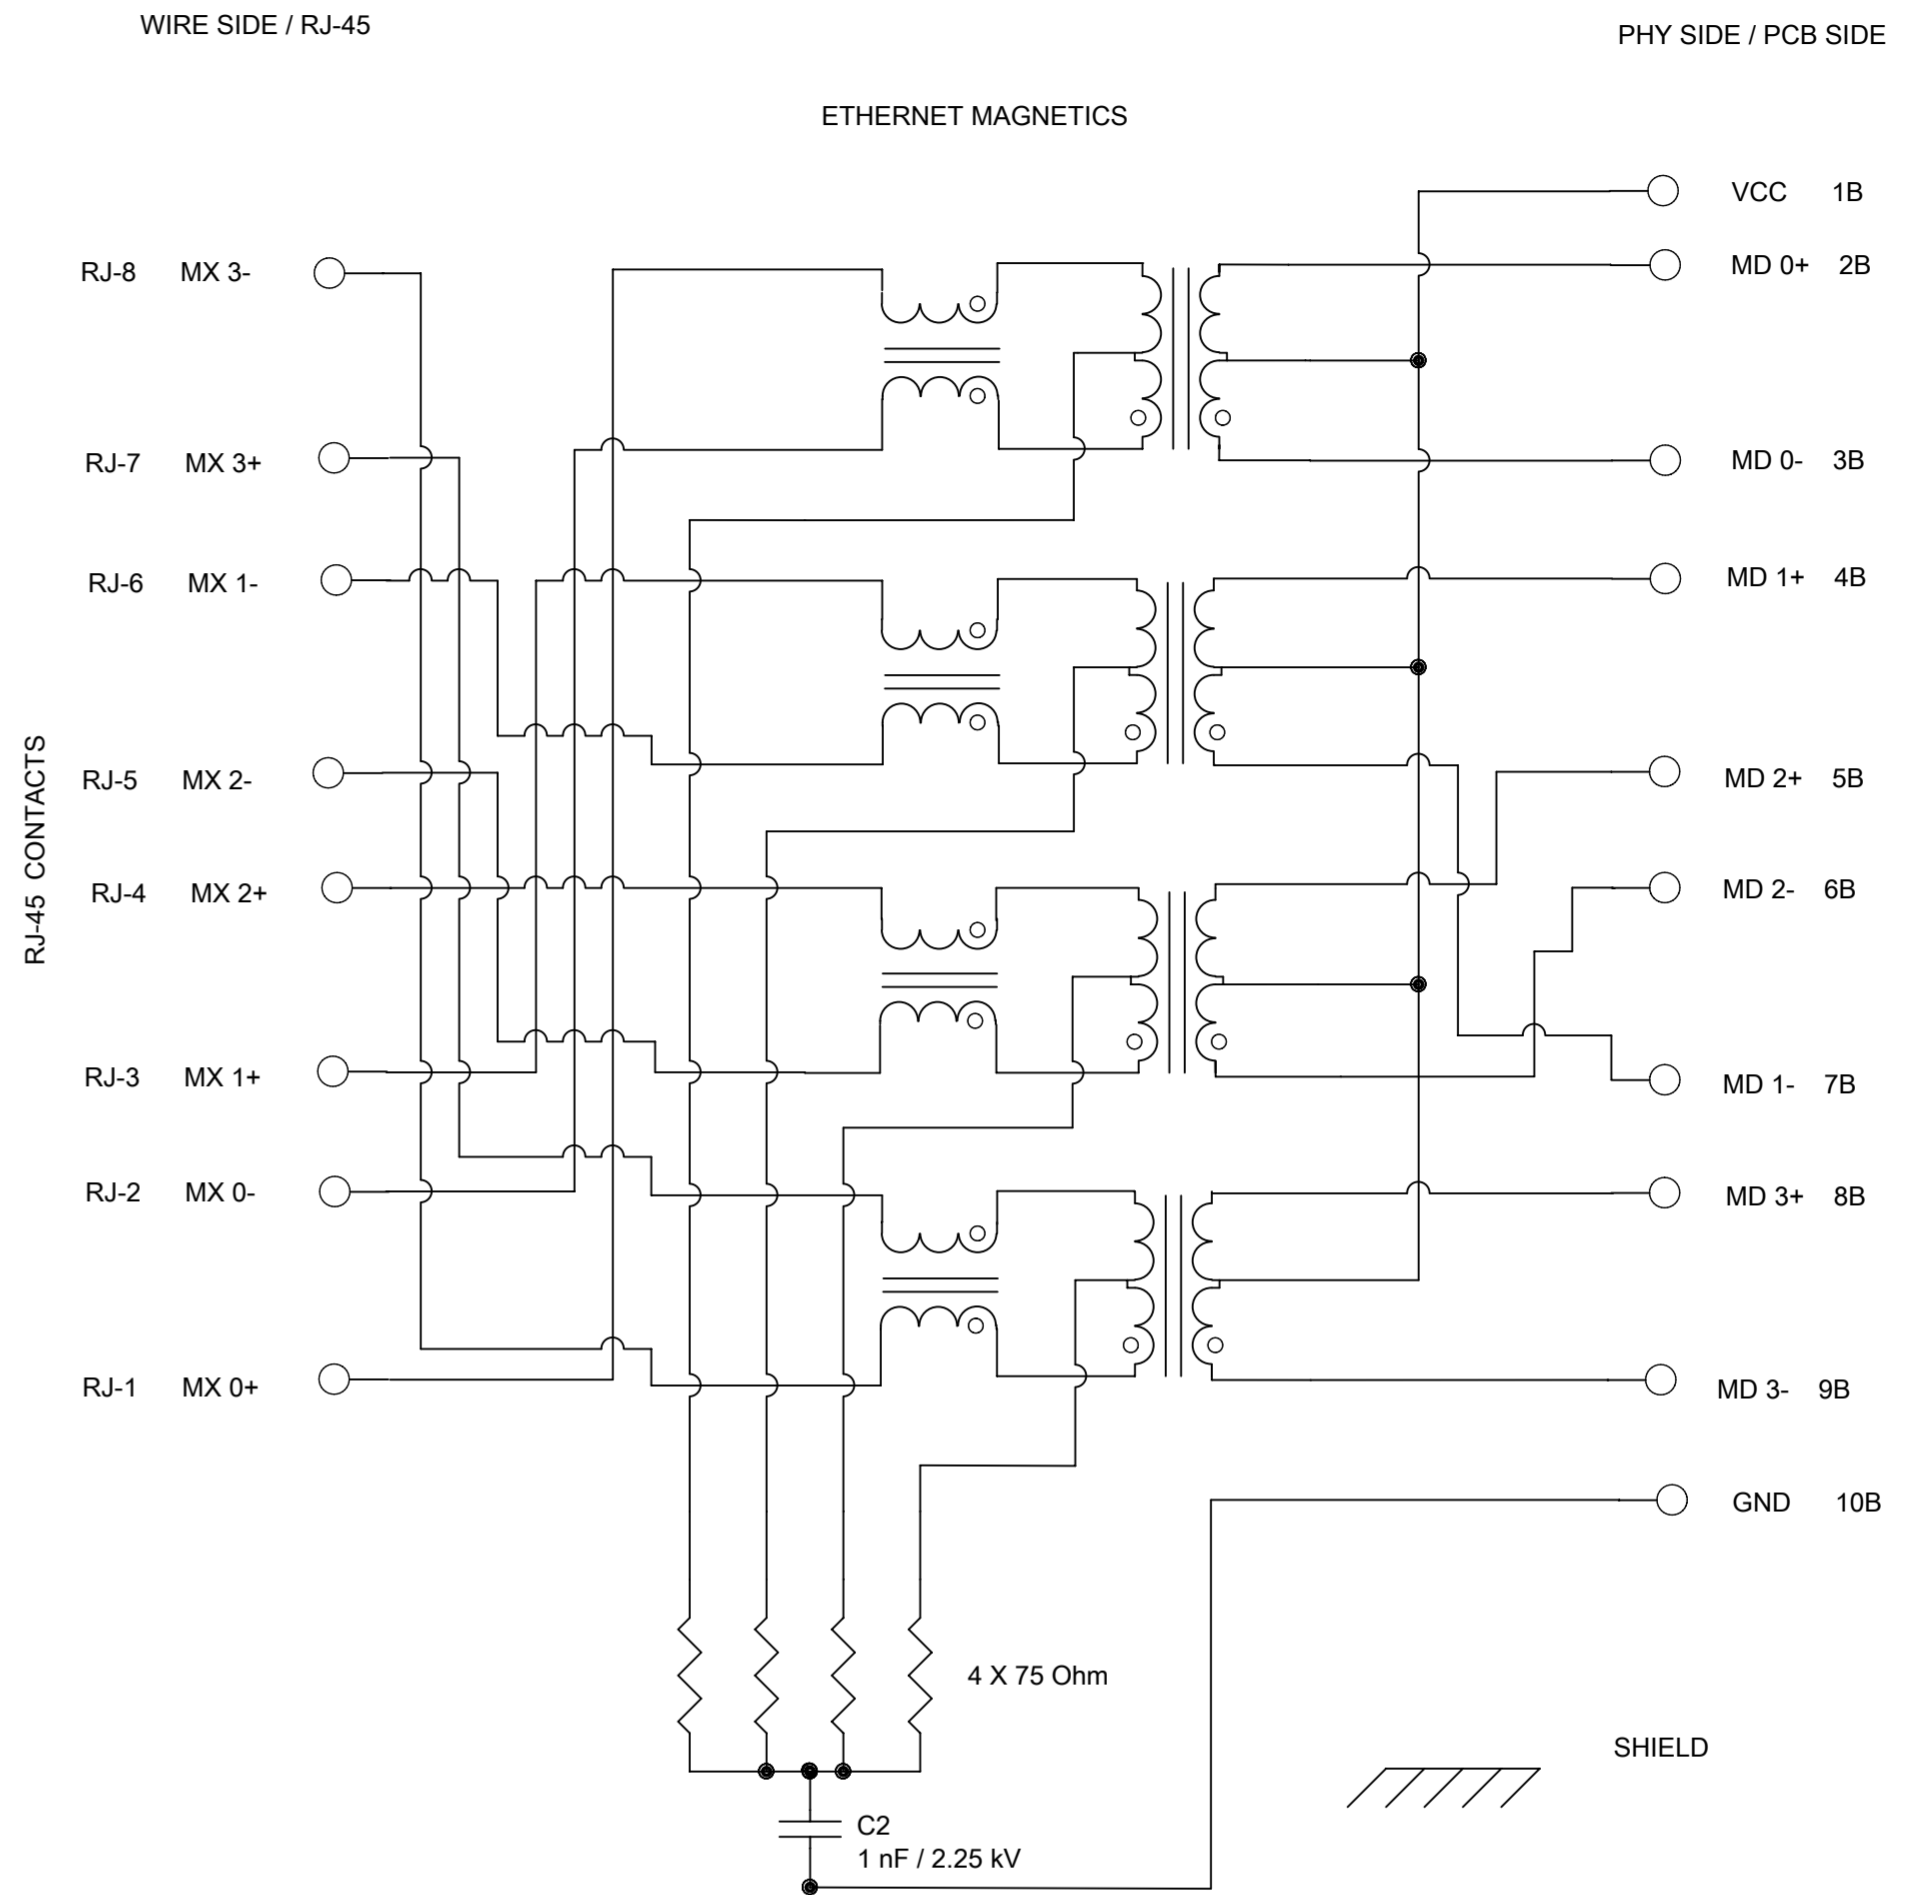 WIRE SIDE / RJ-45
PHY SIDE / PCB SIDE
ETHERNET MAGNETICS
RJ-45 CONTACTS
RJ-8 MX 3-
RJ-7 MX 3+
RJ-6 MX 1-
RJ-5 MX 2-
RJ-4 MX 2+
RJ-3 MX 1+
RJ-2 MX 0-
RJ-1 MX 0+
VCC 1B
MD 0+ 2B
MD 0- 3B
MD 1+ 4B
MD 2+ 5B
MD 2- 6B
MD 1- 7B
MD 3+ 8B
MD 3- 9B
GND 10B
4 X 75 Ohm
C2
1 nF / 2.25 kV
SHIELD